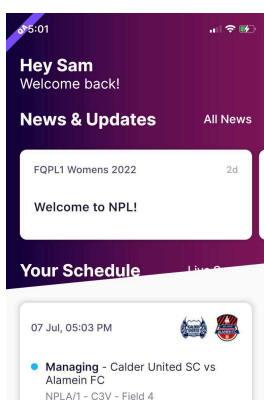 QA
5:01
Hey Sam
Welcome back!
News & Updates All News
FQPL1 Womens 2022 2d
Welcome to NPL!
Your Schedule
07 Jul, 05:03 PM
Managing - Calder United SC vs
Alamein FC
NPLA/1 - C3V - Field 4